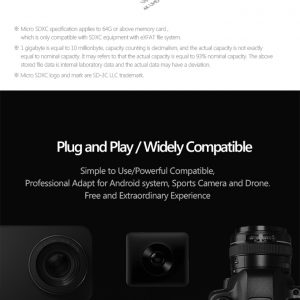 ※ Micro SDXC specification applies to 64G or above memory card ,
which is only compatible with SDXC equipment with eXFAT file system.
※ 1 gigabyte is equal to 10 millionbyte, capacity counting is decimalism, and the actual capacity is not exactly
equal to nominal capacity. It may refers to that the actual capacity is equal to 93% nominal capacity. The above
stored file data is internal laboratory data and the actual data may have a deviation.
※ Micro SDXC logo and mark are SD-3C LLC trademark.
Plug and Play / Widely Compatible
Simple to Use/Powerful Compatible,
Professional Adapt for Android system, Sports Camera and Drone.
Free and Extraordinary Experience